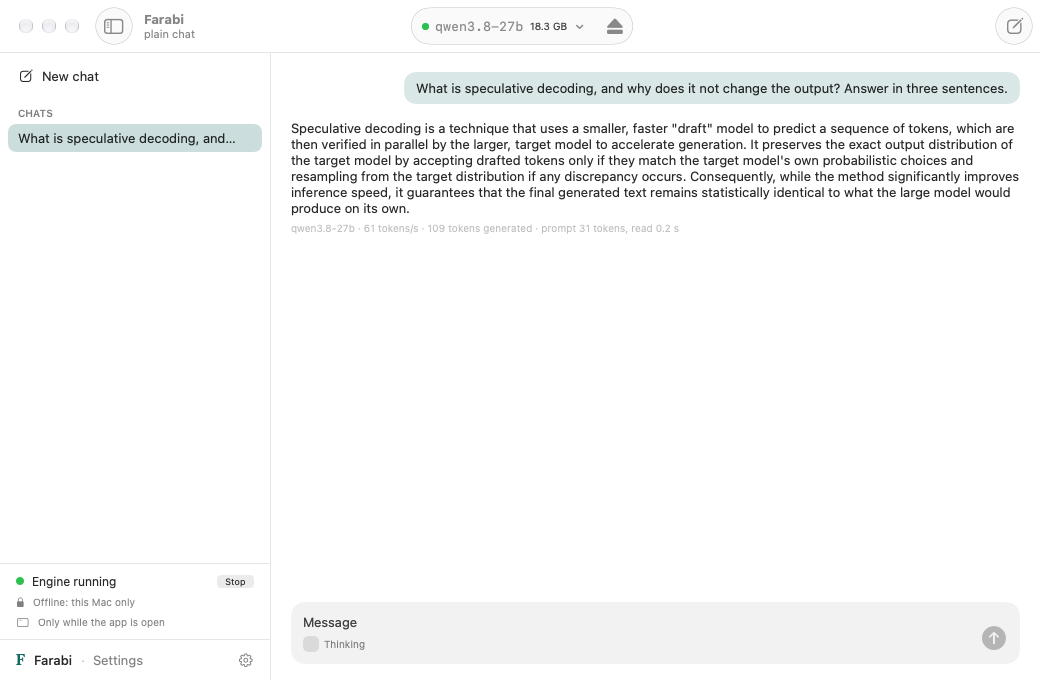 Farabi
plain chat
qwen3.8-27b 18.3 GB
New chat
CHATS
What is speculative decoding, and...
What is speculative decoding, and why does it not change the output? Answer in three sentences.
Speculative decoding is a technique that uses a smaller, faster "draft" model to predict a sequence of tokens, which are
then verified in parallel by the larger, target model to accelerate generation. It preserves the exact output distribution of
the target model by accepting drafted tokens only if they match the target model's own probabilistic choices and
resampling from the target distribution if any discrepancy occurs. Consequently, while the method significantly improves
inference speed, it guarantees that the final generated text remains statistically identical to what the large model would
produce on its own.
qwen3.8-27b · 61 tokens/s · 109 tokens generated · prompt 31 tokens, read 0.2 s
Engine running Stop
Offline: this Mac only
Only while the app is open
F Farabi · Settings
Message
Thinking